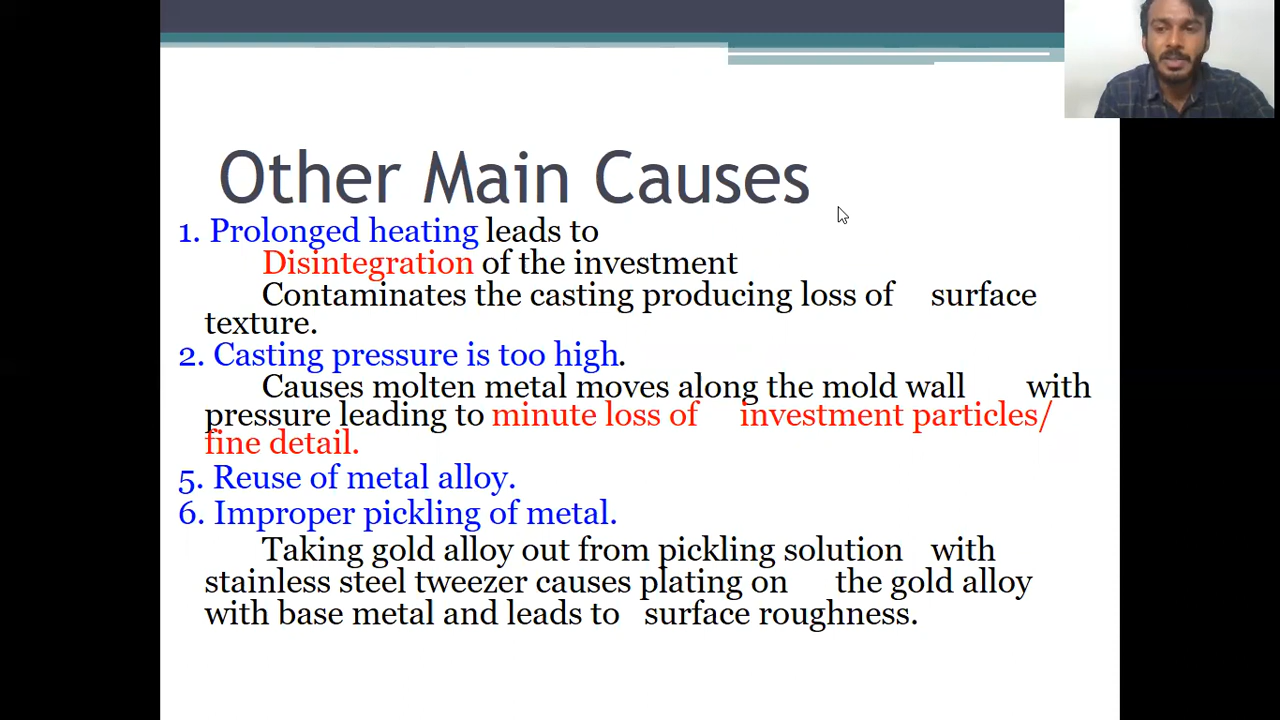 Other Main Causes
1. Prolonged heating leads to
Disintegration of the investment
Contaminates the casting producing loss of surface
texture.
2. Casting pressure is too high.
Causes molten metal moves along the mold wall with
pressure leading to minute loss of investment particles/
fine detail.
5. Reuse of metal alloy.
6. Improper pickling of metal.
Taking gold alloy out from pickling solution with
stainless steel tweezer causes plating on the gold alloy
with base metal and leads to surface roughness.